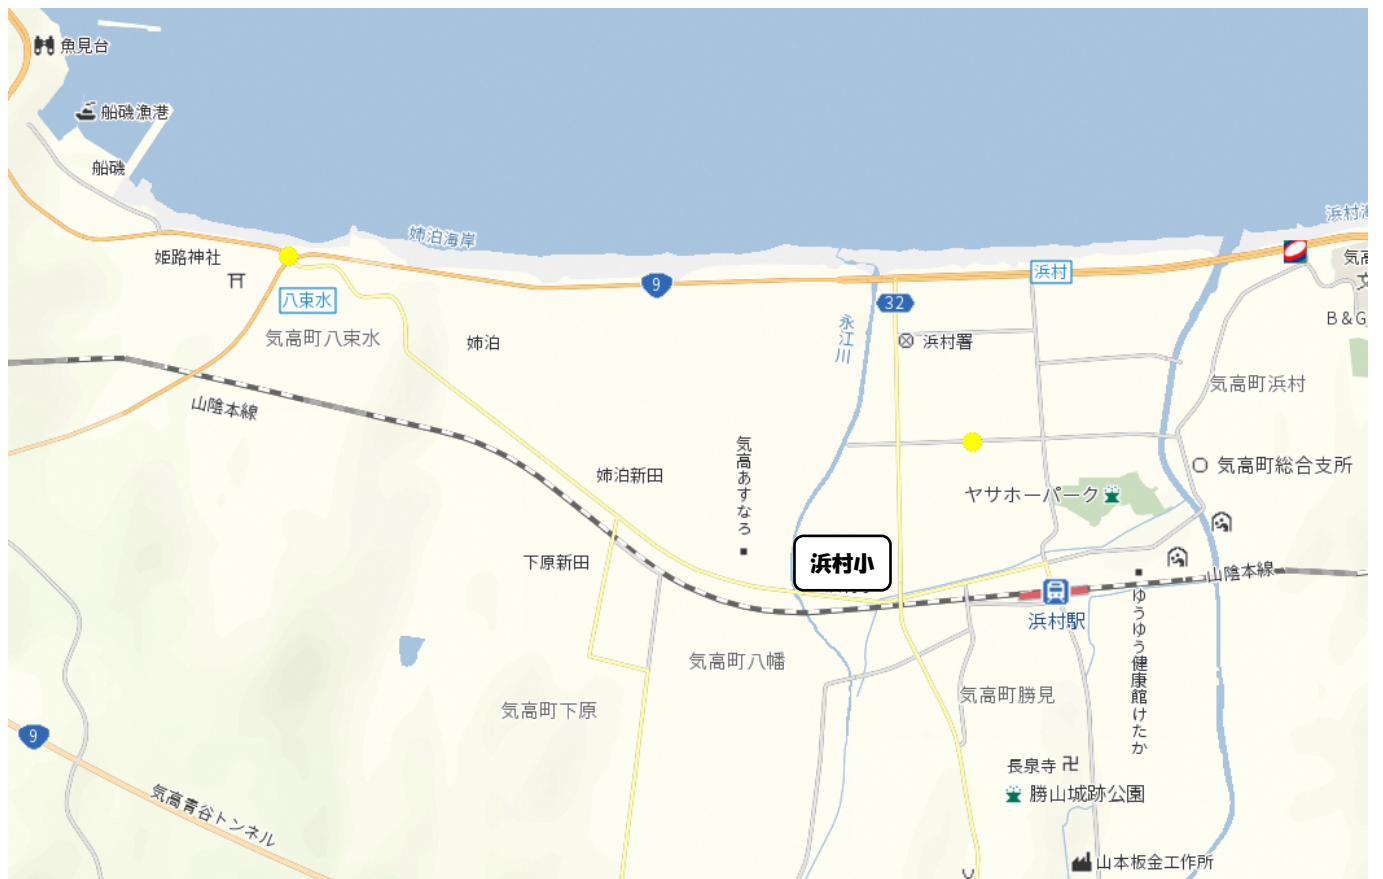 魚見台
船磯漁港
船磯
浜村海
姉泊海岸
姫路神社
八束水
9
浜村
32
気高町八束水
姉泊
永江川
浜村署
気高
文
B&G
気高町浜村
山陰本線
気高あすなろ
姉泊新田
ヤサホーパーク
気高町総合支所
下原新田
浜村小
山陰本線
浜村駅
ゆうゆう健康館けたか
気高町八幡
気高町勝見
気高町下原
9
長泉寺
勝山城跡公園
気高青谷トンネル
山本板金工作所